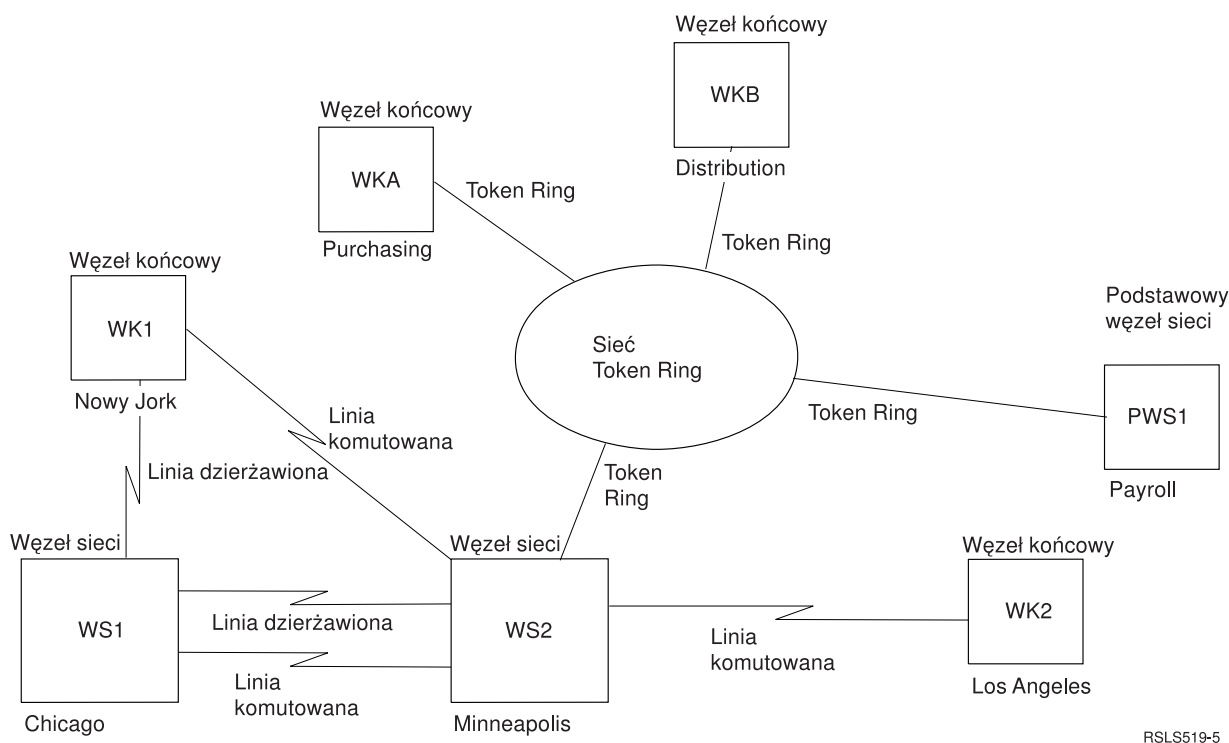 Węzeł końcowy
WKB
Distribution
Węzeł końcowy
WKA
Purchasing
Token Ring
Token Ring
Węzeł końcowy
WK1
Nowy Jork
Sieć
Token Ring
Podstawowy
węzeł sieci
PWS1
Payroll
Token Ring
Linia
komutowana
Linia dzierżawiona
Token
Ring
Węzeł sieci
WS1
Chicago
Linia dzierżawiona
Linia
komutowana
Węzeł sieci
WS2
Minneapolis
Linia
komutowana
Węzeł końcowy
WK2
Los Angeles
RSLS519-5